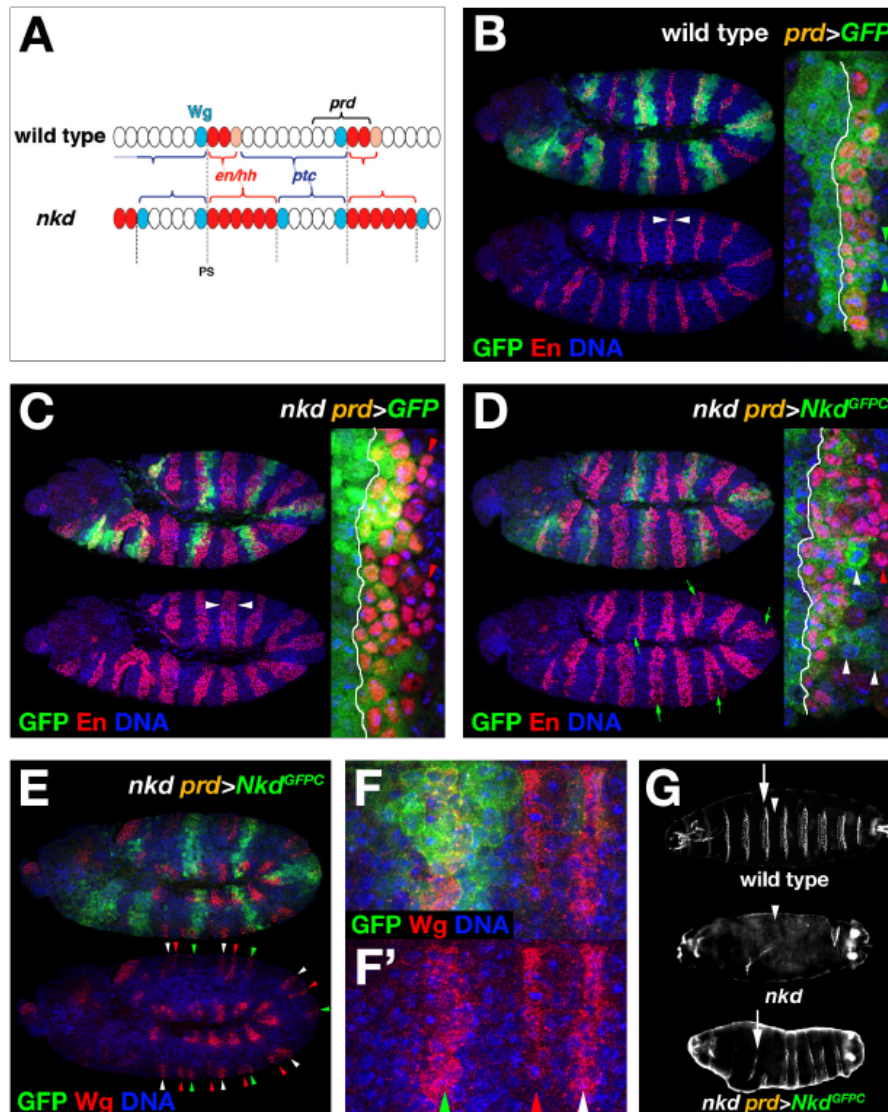 A
prd
Wg
wild type
en/hh
ptc
nkd
PS
B
wild type prd>GFP
GFP En DNA
C
nkd prd>GFP
GFP En DNA
D
nkd prd>Nkd^GFPC
GFP En DNA
E
nkd prd>Nkd^GFPC
GFP Wg DNA
F
GFP Wg DNA
F'
G
wild type
nkd
nkd prd>Nkd^GFPC